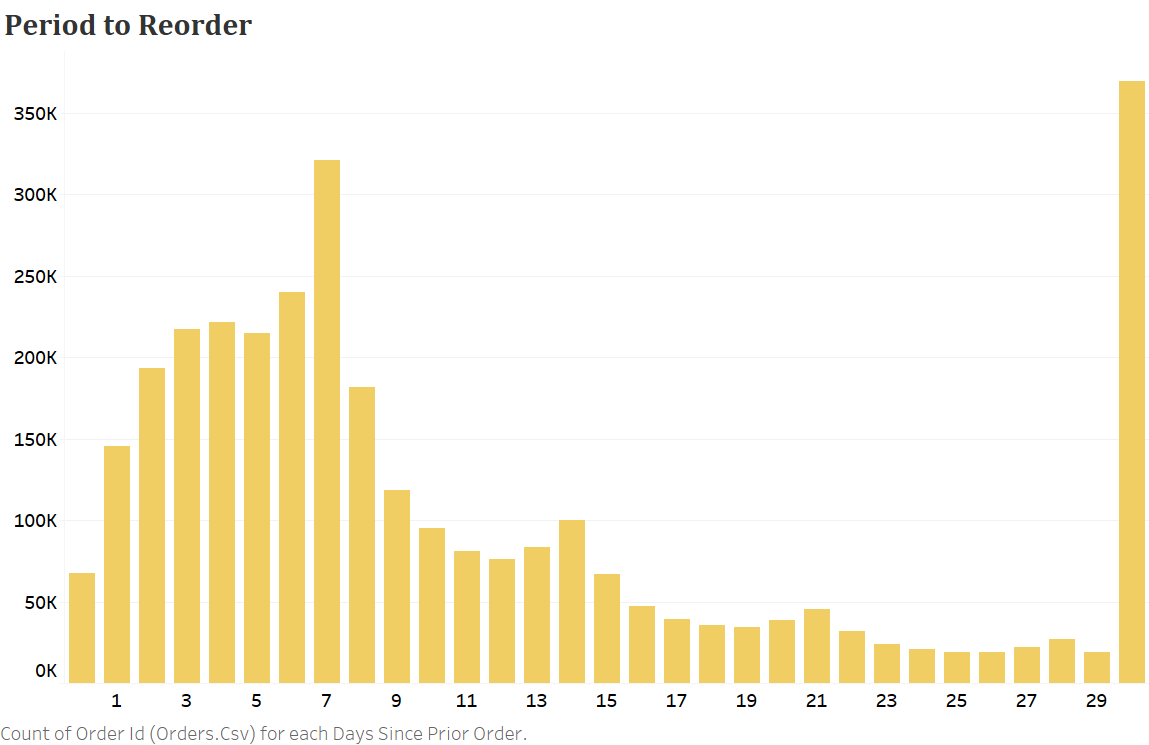 Period to Reorder
350K
300K
250K
200K
150K
100K
50K
0K
1 3 5 7 9 11 13 15 17 19 21 23 25 27 29
Count of Order Id (Orders.Csv) for each Days Since Prior Order.